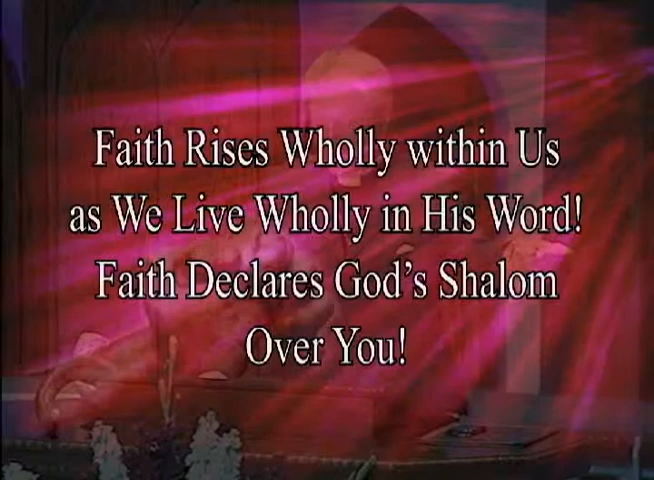 Faith Rises Wholly within Us
as We Live Wholly in His Word!
Faith Declares God's Shalom
Over You!